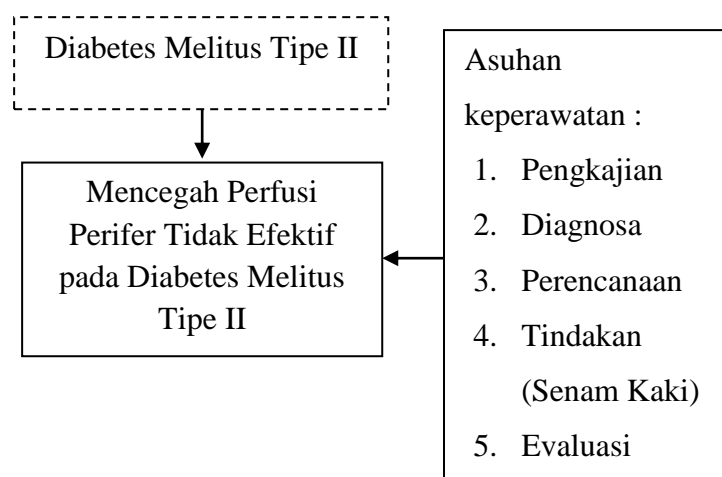 Diabetes Melitus Tipe II
Mencegah Perfusi
Perifer Tidak Efektif
pada Diabetes Melitus
Tipe II
Asuhan
keperawatan :
1. Pengkajian
2. Diagnosa
3. Perencanaan
4. Tindakan
(Senam Kaki)
5. Evaluasi